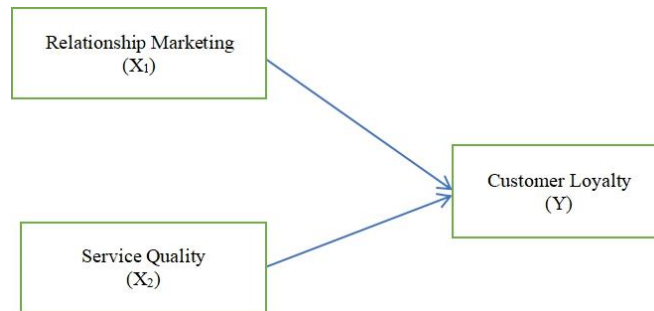 Relationship Marketing
(X₁)
Customer Loyalty
(Y)
Service Quality
(X₂)